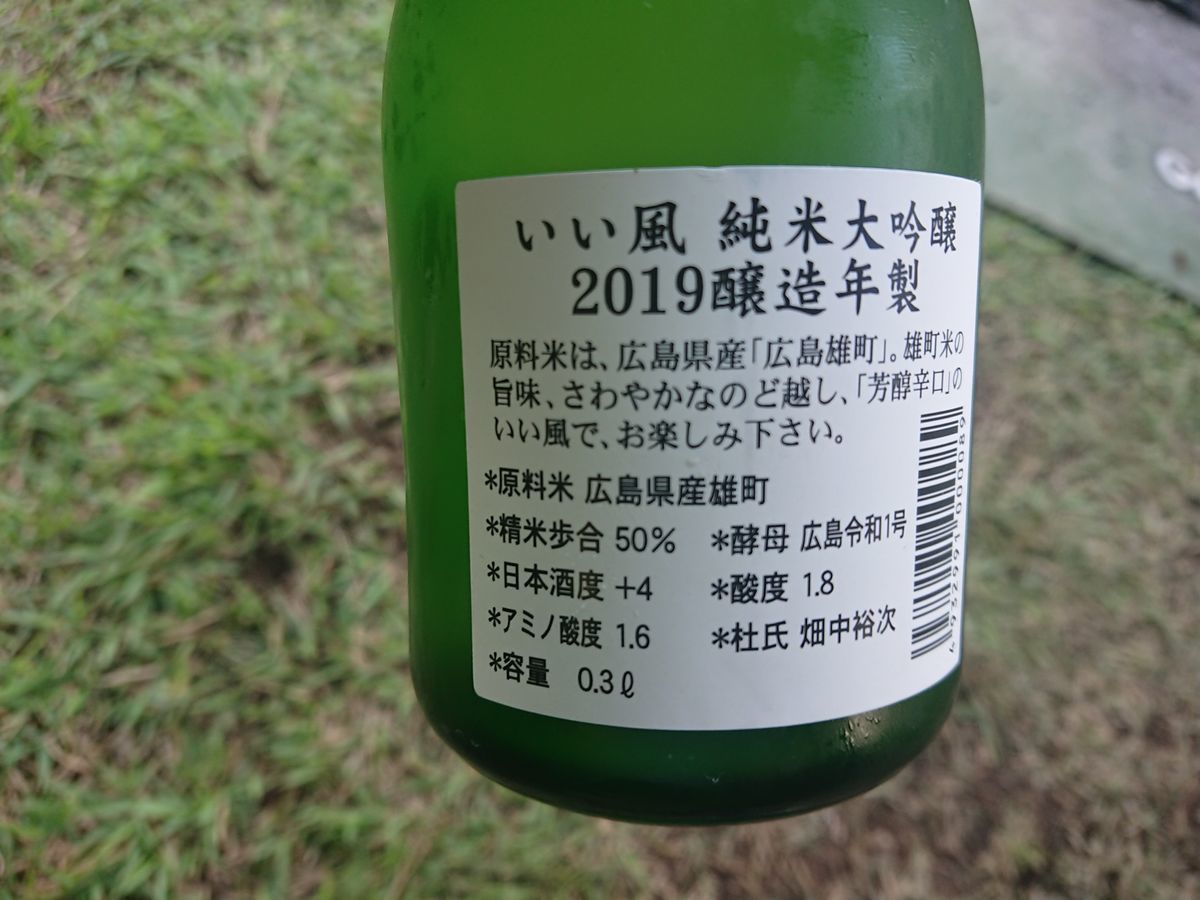 いい風 純米大吟醸
2019醸造年製
原料米は、広島県産「広島雄町」。雄町米の
旨味、さわやかなのど越し、「芳醇辛口」の
いい風で、お楽しみ下さい。
*原料米 広島県産雄町
*精米歩合 50% *酵母 広島令和1号
*日本酒度 +4 *酸度 1.8
*アミノ酸度 1.6 *杜氏 畑中裕次
*容量 0.3ℓ
4932991000089